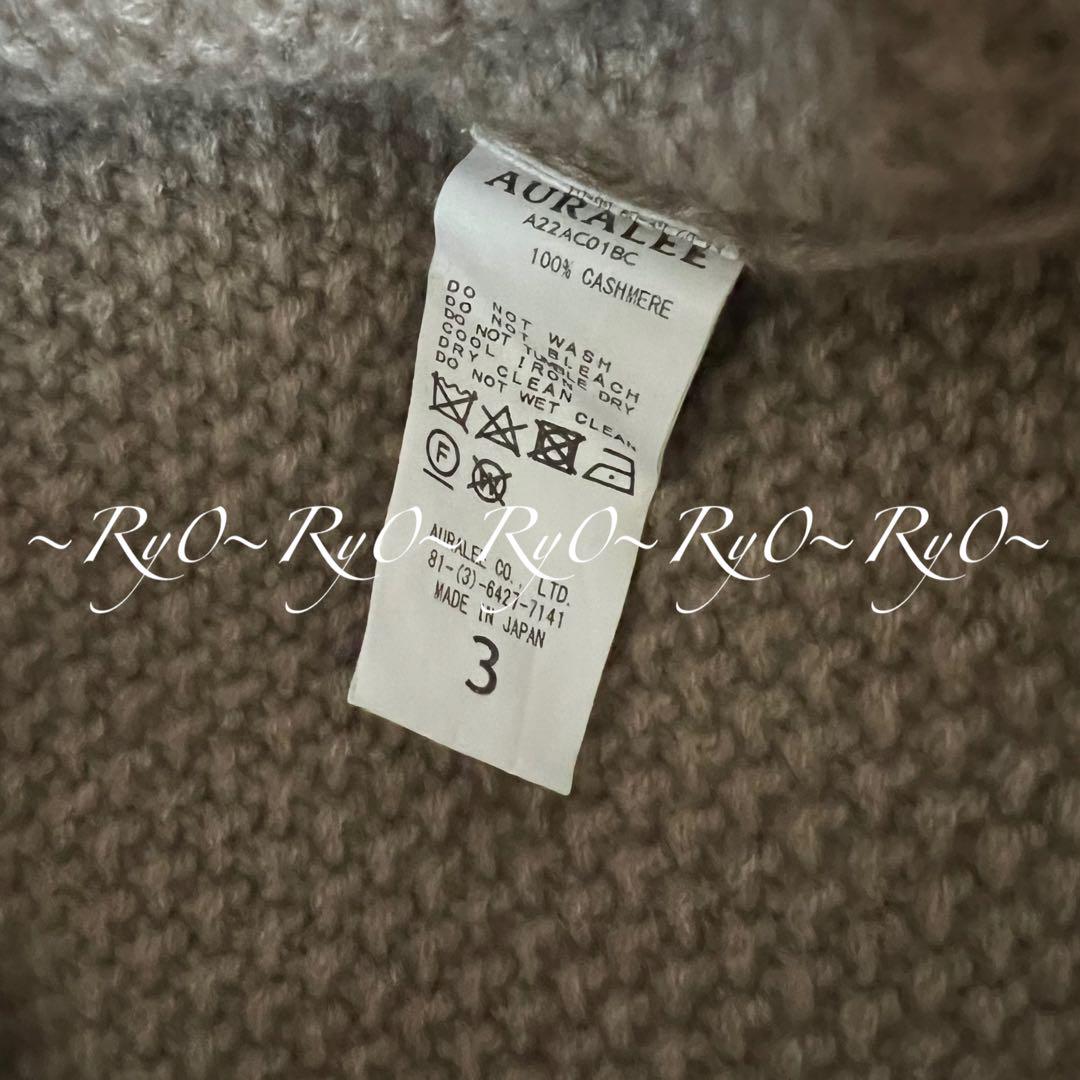 AURALEE
A22AC01BC
100% CASHMERE
DO NOT WASH
DO NOT BLEACH
DO NOT TUMBLE DRY
COOL IRON
DRY CLEAN
DO NOT WET CLEAN
F
W
~RyO~RyO~RyO~RyO~RyO~
AURALEE CO., LTD.
81-(3)-6427-7141
MADE IN JAPAN
3